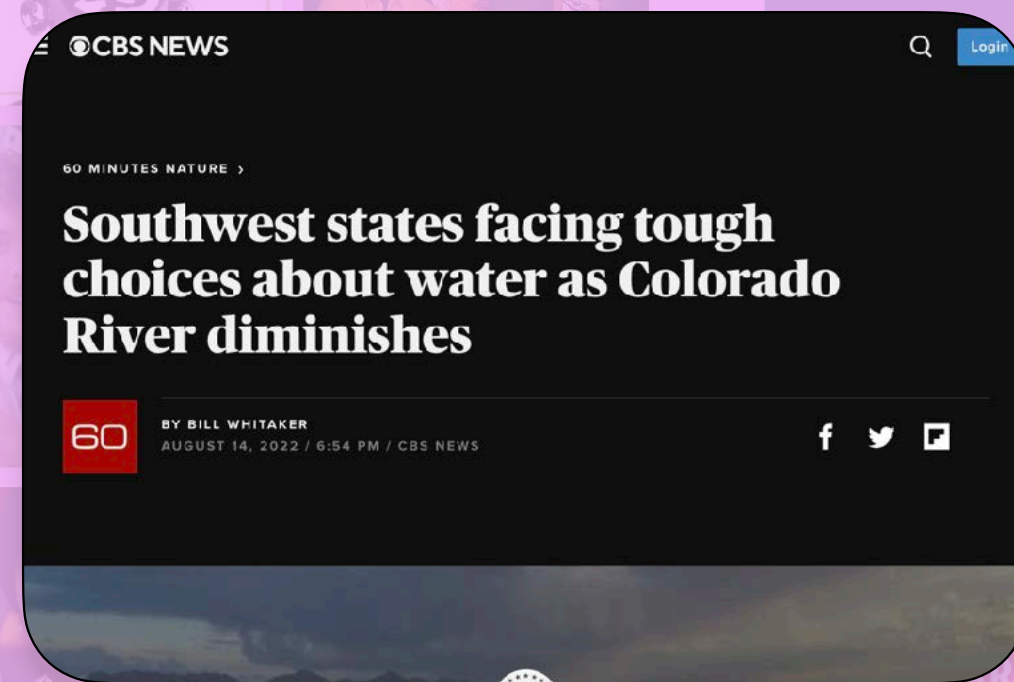 CBS NEWS
Login
60 MINUTES NATURE >
Southwest states facing tough
choices about water as Colorado
River diminishes
60
BY BILL WHITAKER
AUGUST 14, 2022 / 6:54 PM / CBS NEWS